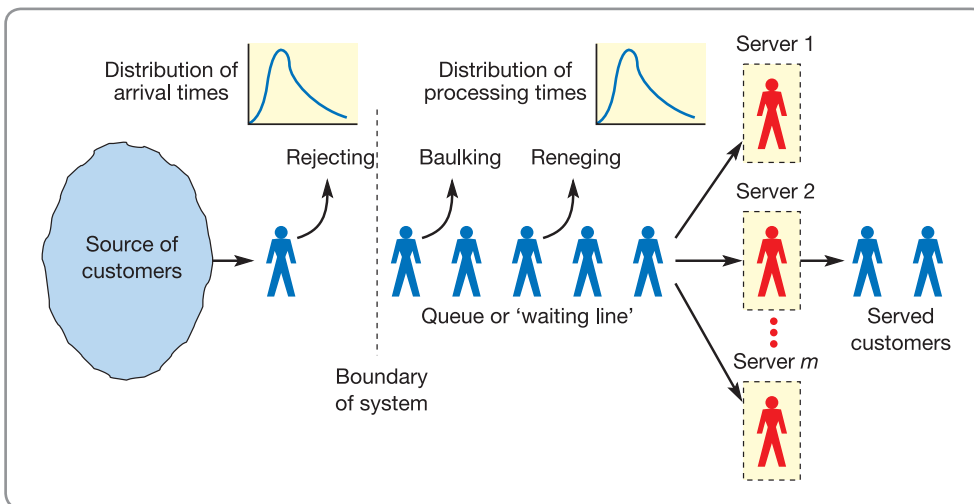 Distribution of
arrival times
Distribution of
processing times
Server 1
Rejecting
Baulking
Reneging
Server 2
Source of
customers
Queue or ‘waiting line’
Served
customers
Boundary
of system
Server m